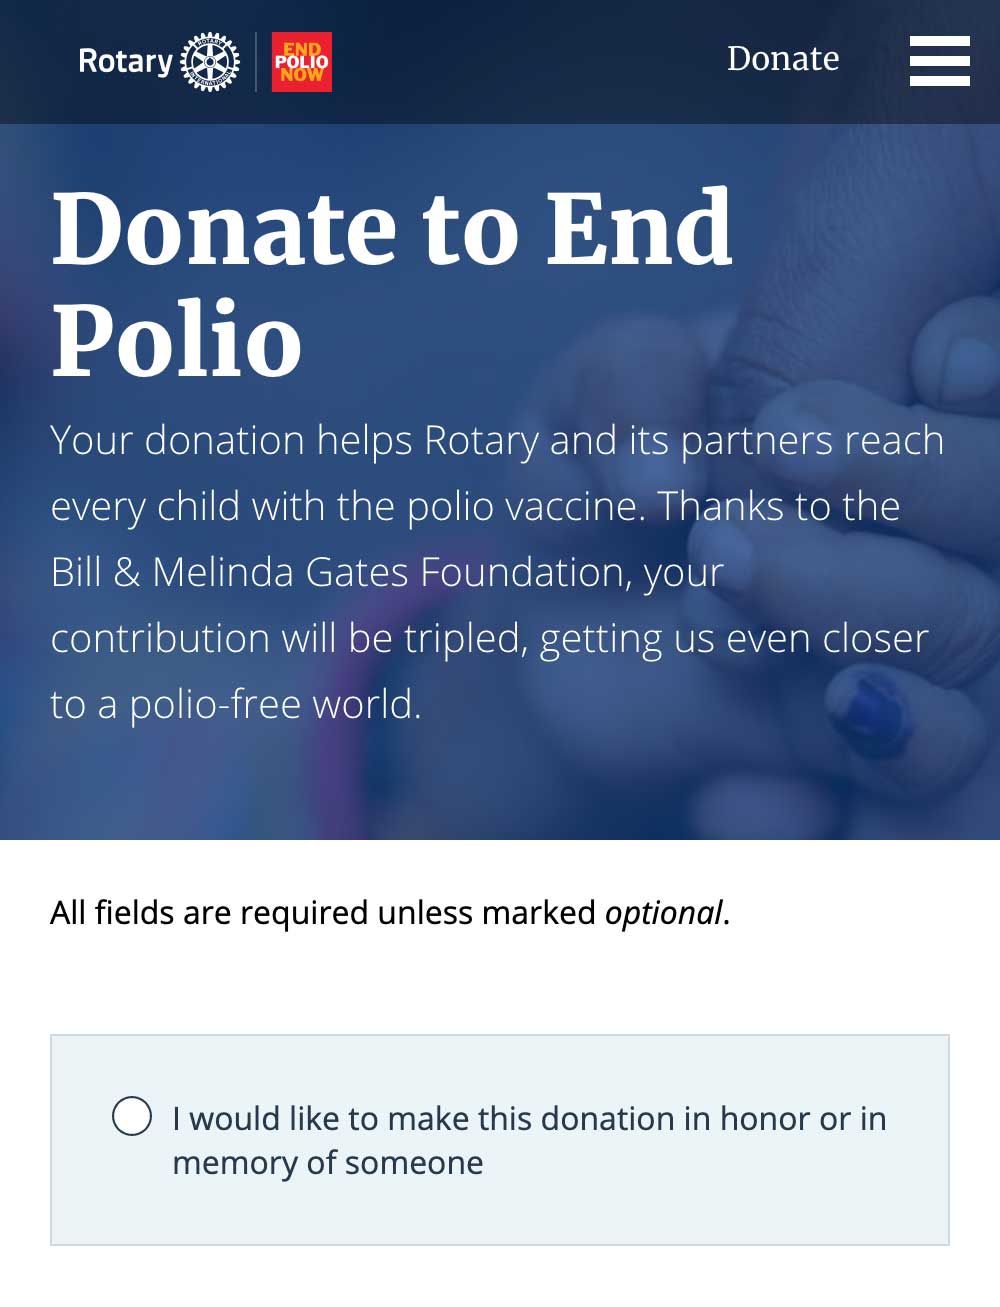 Rotary
ROTARY
INTERNATIONAL
END
POLIO
NOW
Donate
Donate to End
Polio
Your donation helps Rotary and its partners reach
every child with the polio vaccine. Thanks to the
Bill & Melinda Gates Foundation, your
contribution will be tripled, getting us even closer
to a polio-free world.
All fields are required unless marked optional.
I would like to make this donation in honor or in
memory of someone